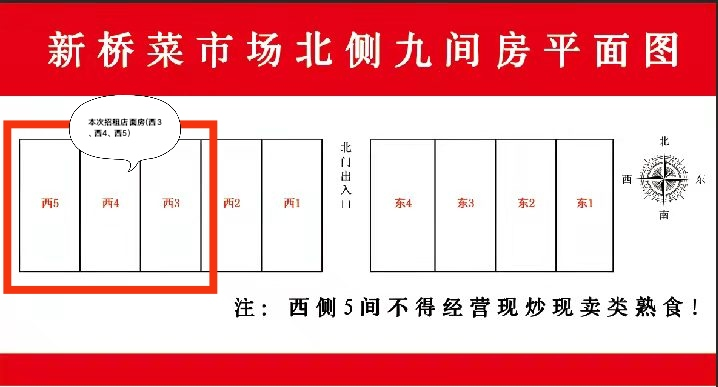 新桥菜市场北侧九间房平面图
本次招租店面房(西3
、西4、西5)
西5
西4
西3
西2
西1
北门出入口
东4
东3
东2
东1
北
西
东
南
注：西侧5间不得经营现炒现卖类熟食！